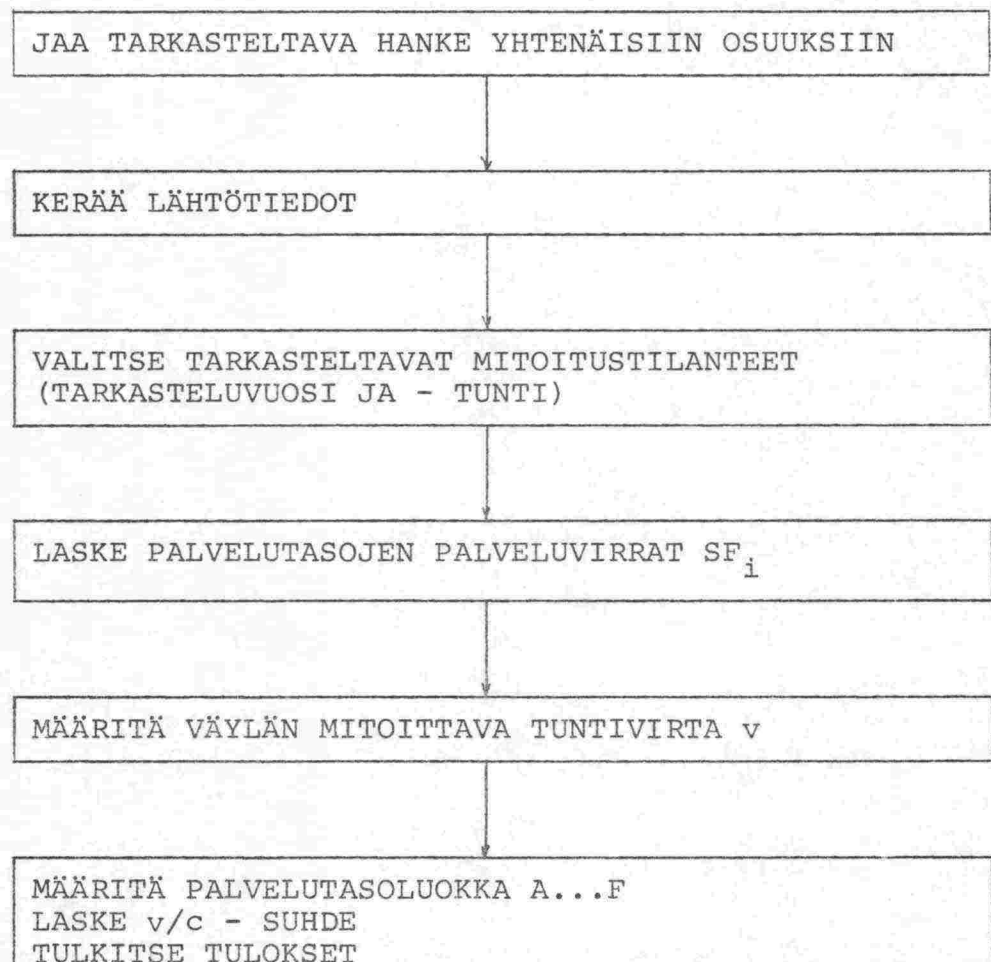 JAA TARKASTELTAVA HANKE YHTENÄISIIN OSUUKSIIN
KERÄÄ LÄHTÖTIEDOT
VALITSE TARKASTELTAVAT MITOITUSTILANTEET
(TARKASTELUVUOSI JA - TUNTI)
LASKE PALVELUTASOJEN PALVELUVIRRAT SF_i
MÄÄRITÄ VÄYLÄN MITOITTAVA TUNTIVIRTA v
MÄÄRITÄ PALVELUTASOLUOKKA A...F
LASKE v/c - SUHDE
TULKITSE TULOKSET